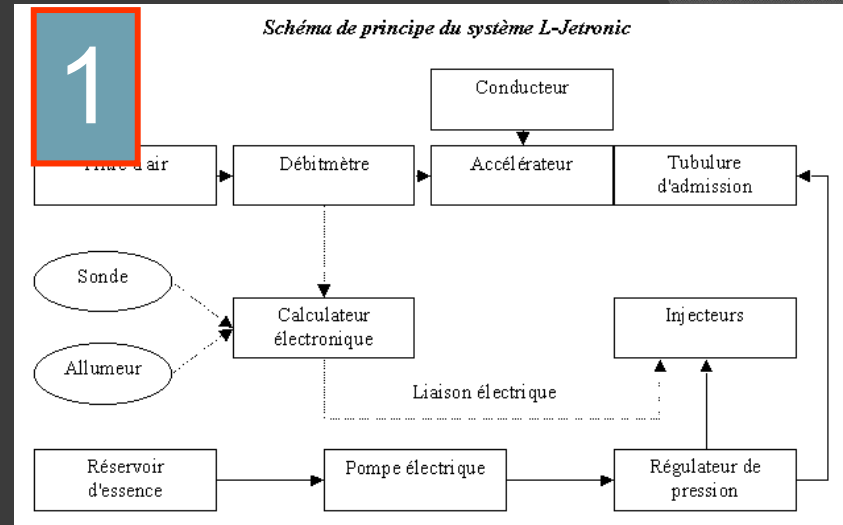 Schéma de principe du système L-Jetronic
1
Conducteur
d'air
Débitmètre
Accélérateur
Tubulure
d'admission
Sonde
Allumeur
Calculateur
électronique
Injecteurs
Liaison électrique
Réservoir
d'essence
Pompe électrique
Régulateur de
pression